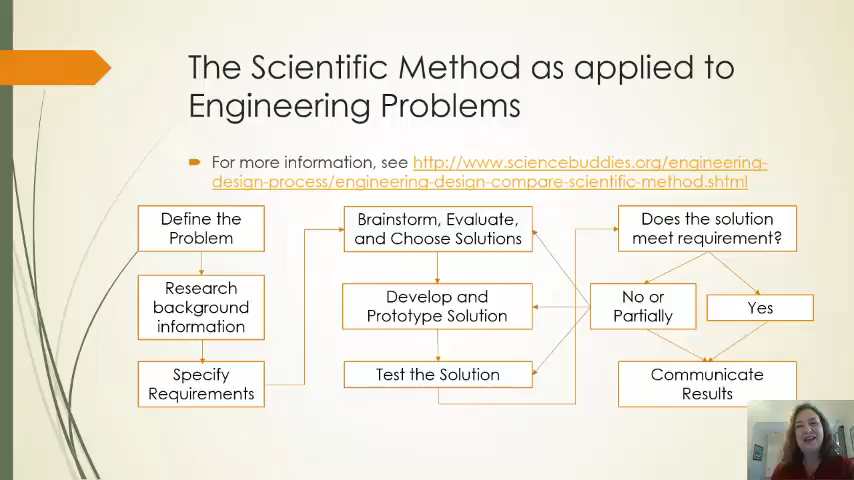 The Scientific Method as applied to
Engineering Problems
For more information, see http://www.sciencebuddies.org/engineering-
design-process/engineering-design-compare-scientific-method.shtml
Define the
Problem
Research
background
information
Specify
Requirements
Brainstorm, Evaluate,
and Choose Solutions
Develop and
Prototype Solution
Test the Solution
Does the solution
meet requirement?
No or
Partially
Yes
Communicate
Results